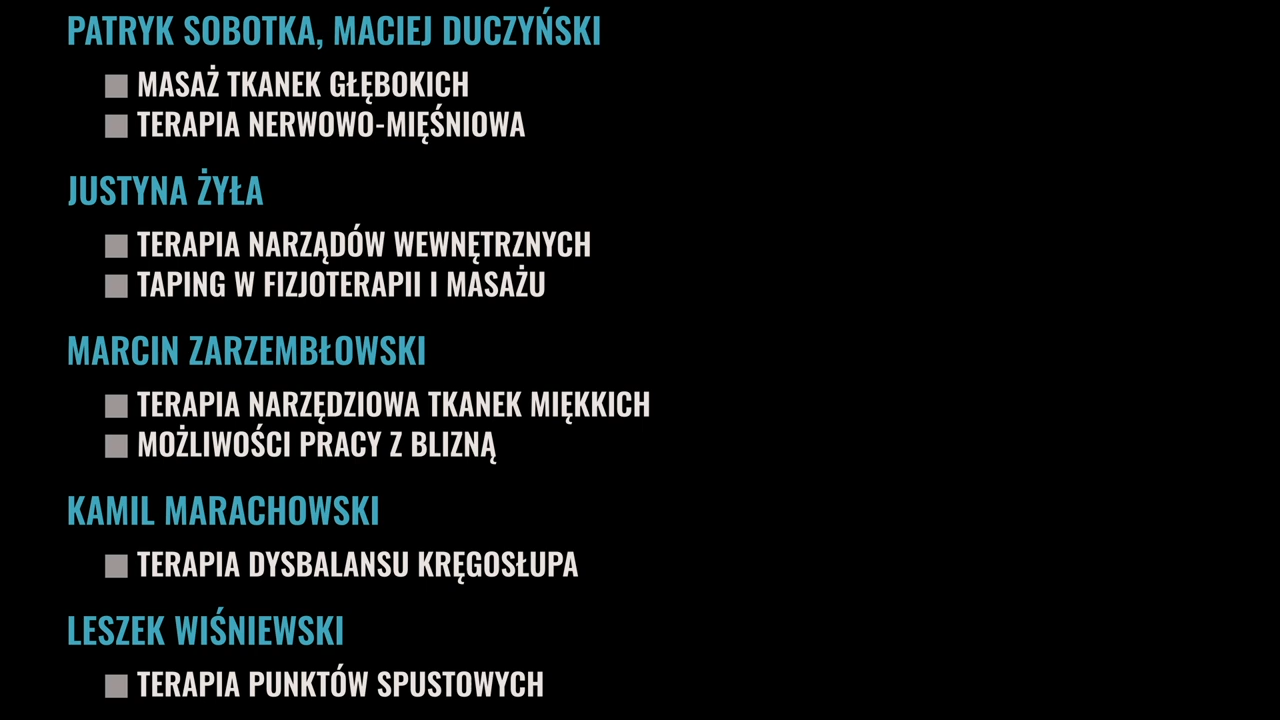 PATRYK SOBOTKA, MACIEJ DUCZYŃSKI
MASAŻ TKANEK GŁĘBOKICH
TERAPIA NERWOWO-MIĘŚNIOWA
JUSTYNA ŻYŁA
TERAPIA NARZĄDÓW WEWNĘTRZNYCH
TAPING W FIZJOTERAPII I MASAŻU
MARCIN ZARZEMBŁOWSKI
TERAPIA NARZĘDZIOWA TKANEK MIĘKKICH
MOŻLIWOŚCI PRACY Z BLIZNĄ
KAMIL MARACHOWSKI
TERAPIA DYSBALANSU KRĘGOSŁUPA
LESZEK WIŚNIEWSKI
TERAPIA PUNKTÓW SPUSTOWYCH